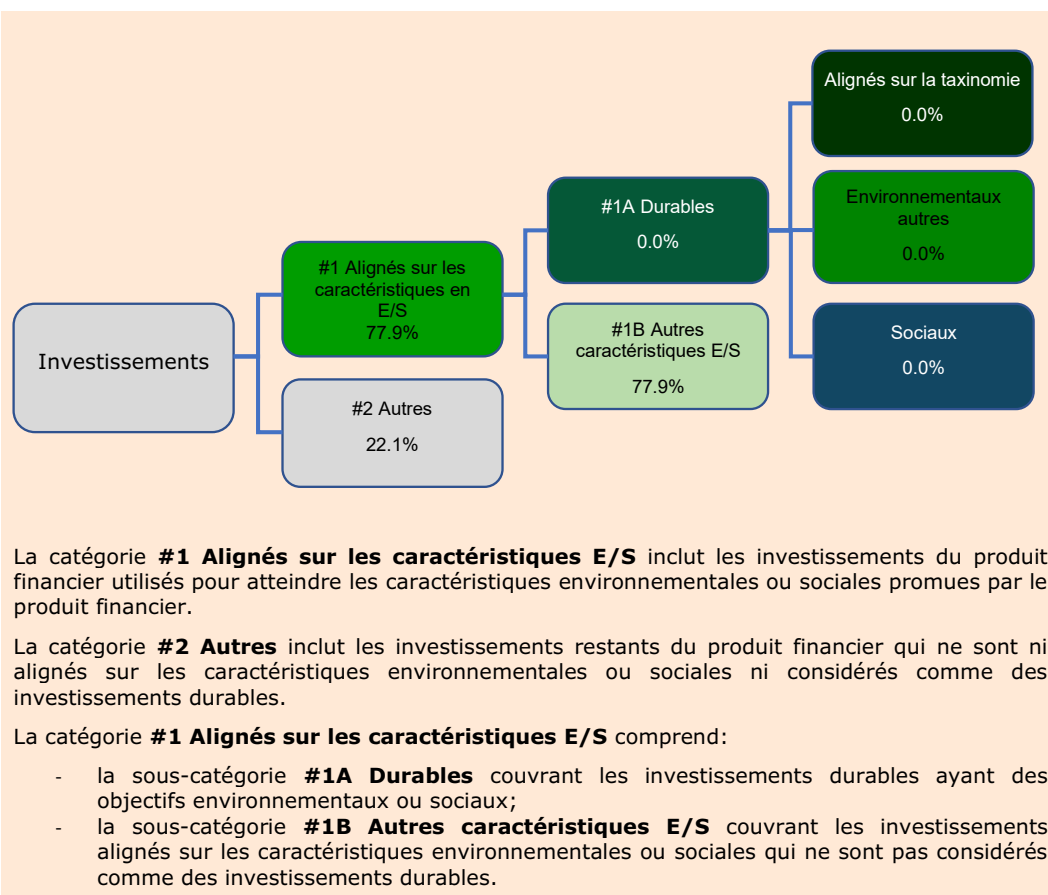 Investissements
#1 Alignés sur les
caractéristiques en
E/S
77.9%
#2 Autres
22.1%
#1A Durables
0.0%
#1B Autres
caractéristiques E/S
77.9%
Alignés sur la taxinomie
0.0%
Environnementaux
autres
0.0%
Sociaux
0.0%
La catégorie #1 Alignés sur les caractéristiques E/S inclut les investissements du produit
financier utilisés pour atteindre les caractéristiques environnementales ou sociales promues par le
produit financier.
La catégorie #2 Autres inclut les investissements restants du produit financier qui ne sont ni
alignés sur les caractéristiques environnementales ou sociales ni considérés comme des
investissements durables.
La catégorie #1 Alignés sur les caractéristiques E/S comprend:
- la sous-catégorie #1A Durables couvrant les investissements durables ayant des
objectifs environnementaux ou sociaux;
- la sous-catégorie #1B Autres caractéristiques E/S couvrant les investissements
alignés sur les caractéristiques environnementales ou sociales qui ne sont pas considérés
comme des investissements durables.